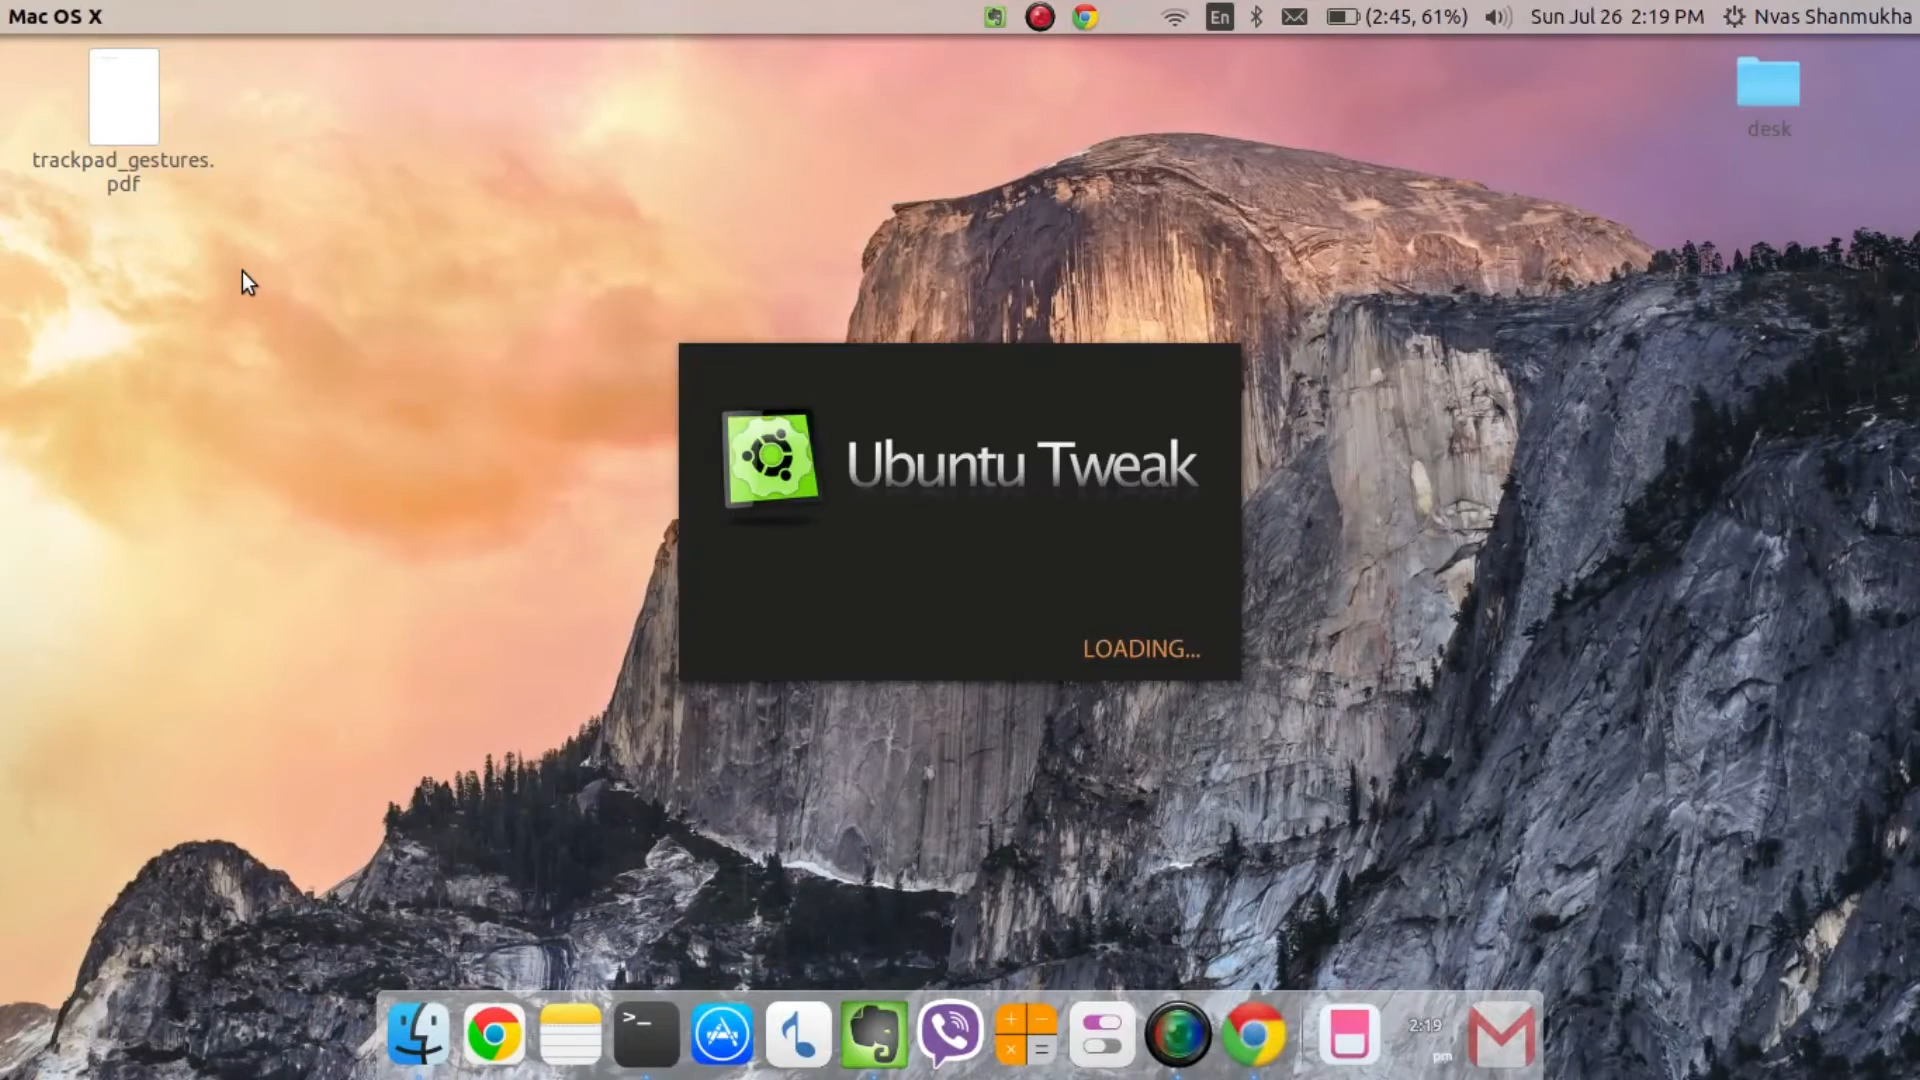 Mac OS X
En
(2:45, 61%)
Sun Jul 26 2:19 PM
Nvas Shanmukha
trackpad_gestures.
pdf
desk
Ubuntu Tweak
LOADING...
>_
2:19
pm